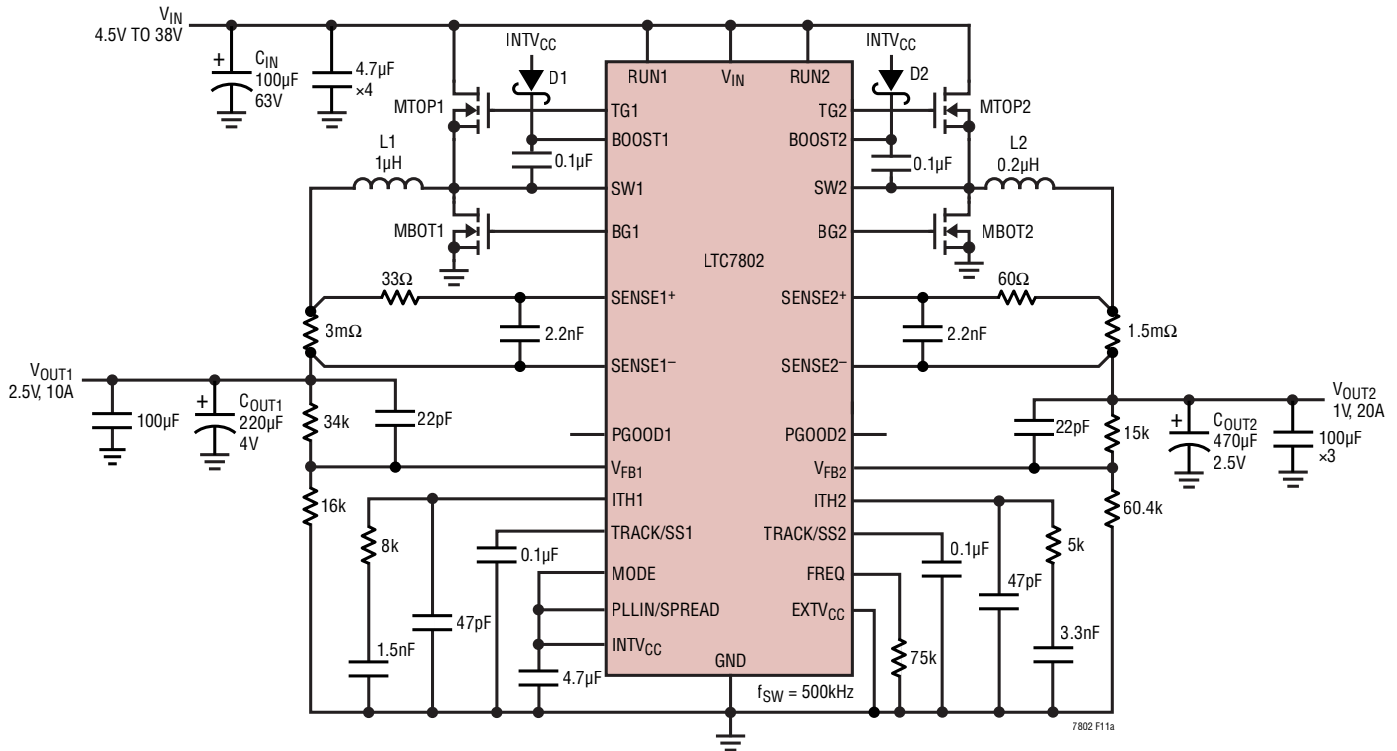 VIN
4.5V TO 38V
+
CIN
100µF
63V
4.7µF
×4
INTVCC
D1
MTOP1
0.1µF
L1
1µH
MBOT1
33Ω
3mΩ
2.2nF
VOUT1
2.5V, 10A
100µF
+
COUT1
220µF
4V
34k
22pF
16k
8k
1.5nF
47pF
0.1µF
4.7µF
RUN1
VIN
RUN2
TG1
BOOST1
SW1
BG1
LTC7802
SENSE1+
SENSE1–
PGOOD1
VFB1
ITH1
TRACK/SS1
MODE
PLLIN/SPREAD
INTVCC
GND
TG2
BOOST2
SW2
BG2
SENSE2+
SENSE2–
PGOOD2
VFB2
ITH2
TRACK/SS2
FREQ
EXTVCC
fSW = 500kHz
INTVCC
D2
MTOP2
0.1µF
L2
0.2µH
MBOT2
60Ω
2.2nF
1.5mΩ
VOUT2
1V, 20A
22pF
15k
+
COUT2
470µF
2.5V
100µF
×3
60.4k
0.1µF
47pF
5k
3.3nF
75k
7802 F11a